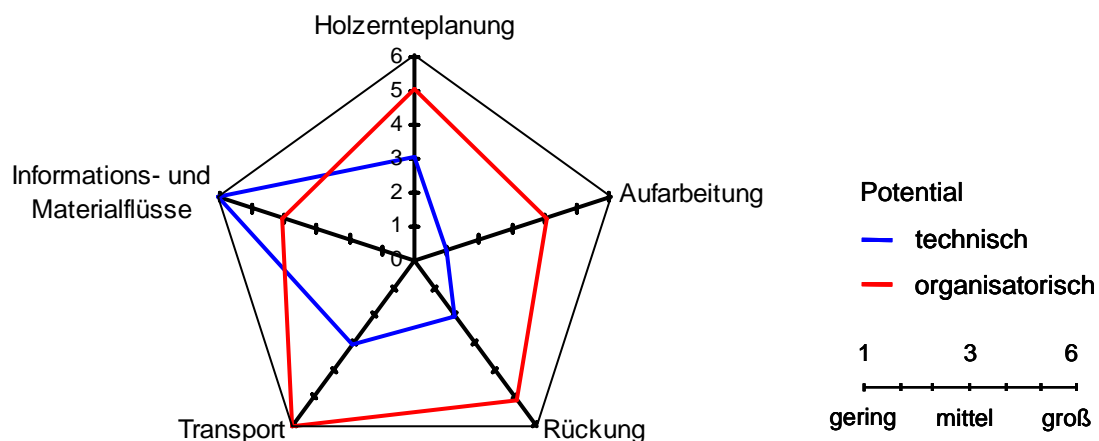 Holzernteplanung
6
5
4
3
2
1
0
Informations- und
Materialflüsse
Aufarbeitung
Transport
Rückung
Potential
technisch
organisatorisch
1 3 6
gering mittel groß